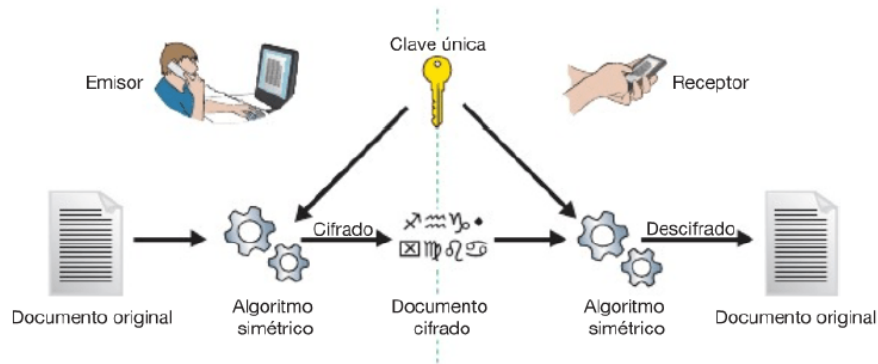 Clave única
Emisor
Receptor
Cifrado
Descifrado
Documento original
Algoritmo
simétrico
Documento
cifrado
Algoritmo
simétrico
Documento original